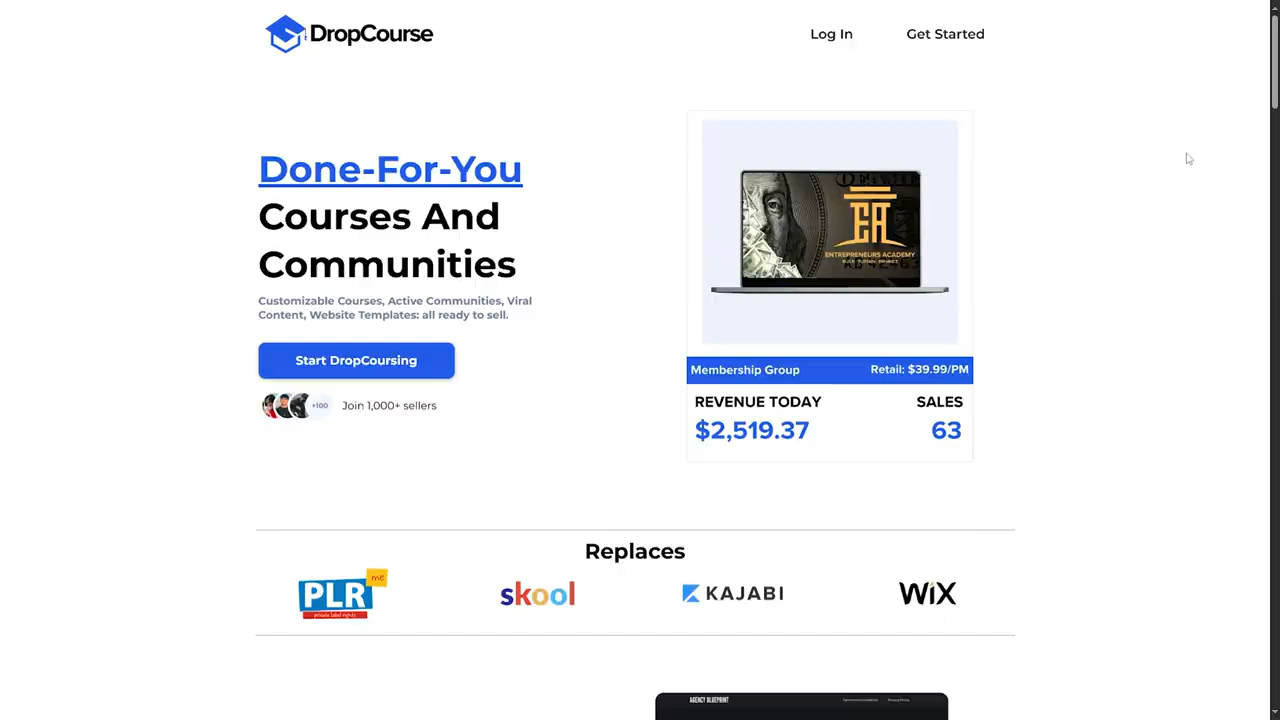 DropCourse
Log In
Get Started
Done-For-You
Courses And
Communities
Customizable Courses, Active Communities, Viral
Content, Website Templates: all ready to sell.
Start DropCoursing
+100
Join 1,000+ sellers
EA
ENTREPRENEURS ACADEMY
Membership Group
Retail: $39.99/PM
REVENUE TODAY
SALES
$2,519.37
63
Replaces
PLR
me
private label rights
skool
KAJABI
WIX
AGENCY BLUEPRINT